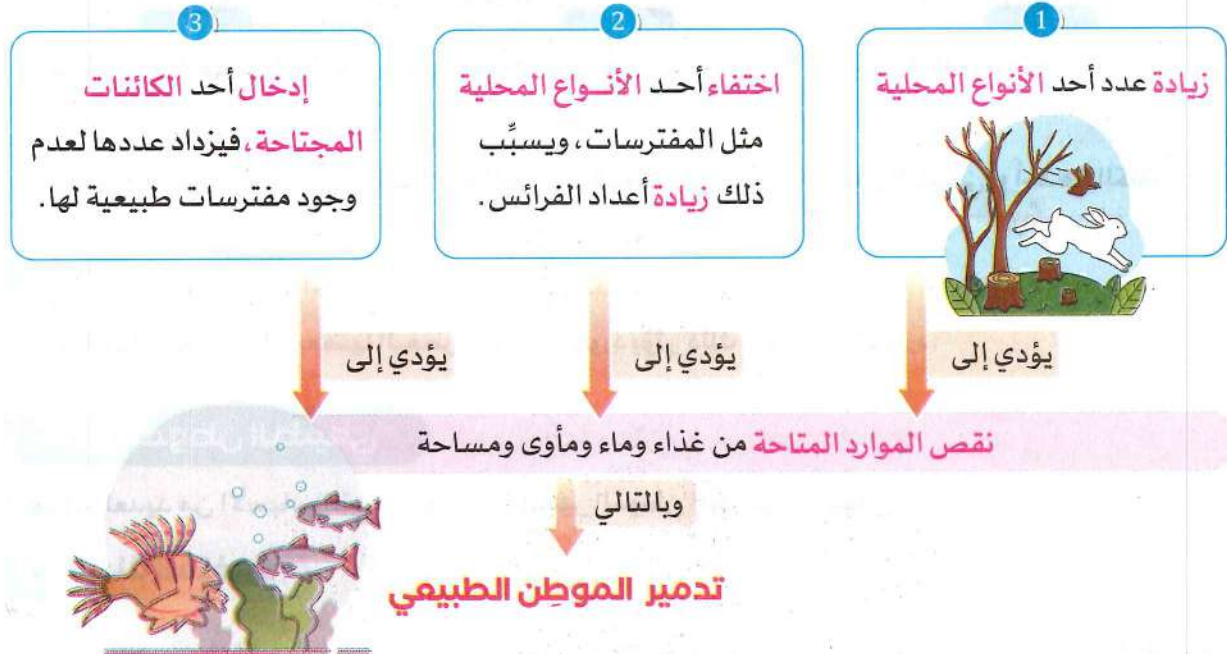 1
زيادة عدد أحد الأنواع المحلية
2
اختفاء أحد الأنواع المحلية
مثل المفترسات، ويسبِّب
ذلك زيادة أعداد الفرائس.
3
إدخال أحد الكائنات
المجتاحة، فيزداد عددها لعدم
وجود مفترسات طبيعية لها.
يؤدي إلى
يؤدي إلى
يؤدي إلى
نقص الموارد المتاحة من غذاء وماء ومأوى ومساحة
وبالتالي
تدمير الموطِن الطبيعي